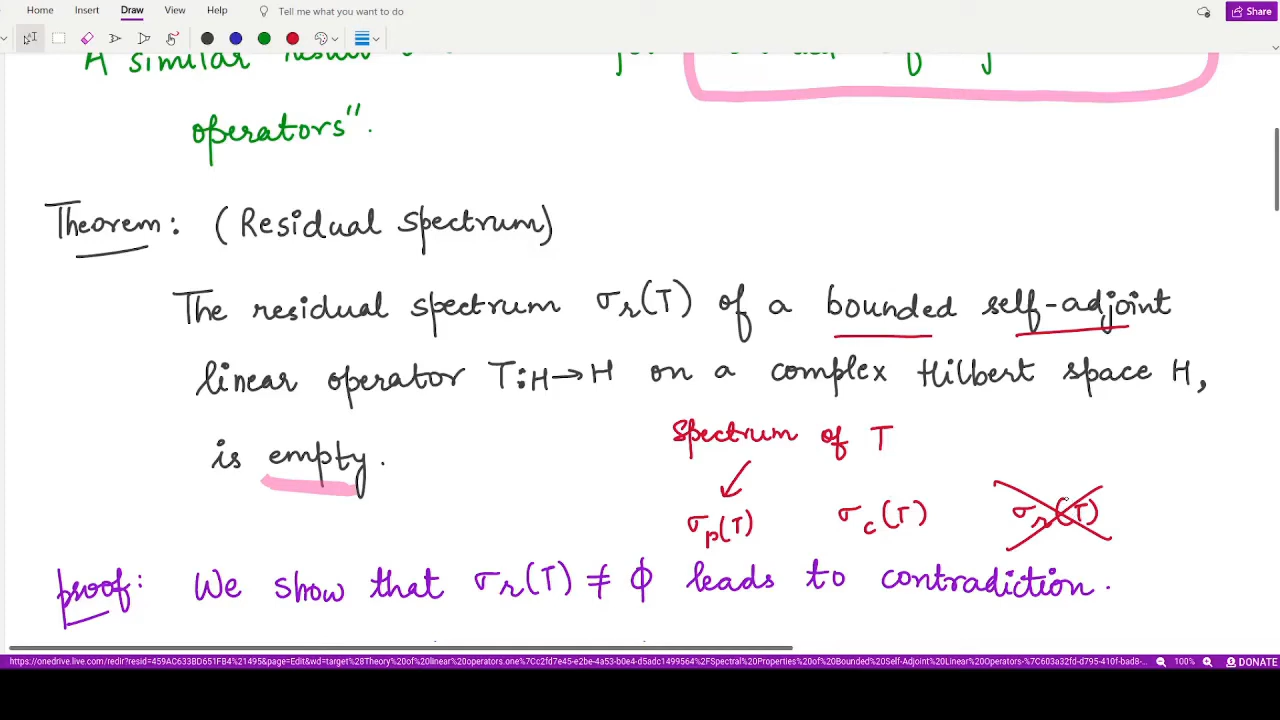 Home Insert Draw View Help Tell me what you want to do Share
A similar result
operators".
Theorem: (Residual spectrum)
The residual spectrum σr(T) of a bounded self-adjoint
linear operator T:H→H on a complex Hilbert space H,
is empty.
Spectrum of T
σp(T) σc(T) σr(T)
proof: We show that σr(T) ≠ ϕ leads to contradiction.
100% DONATE